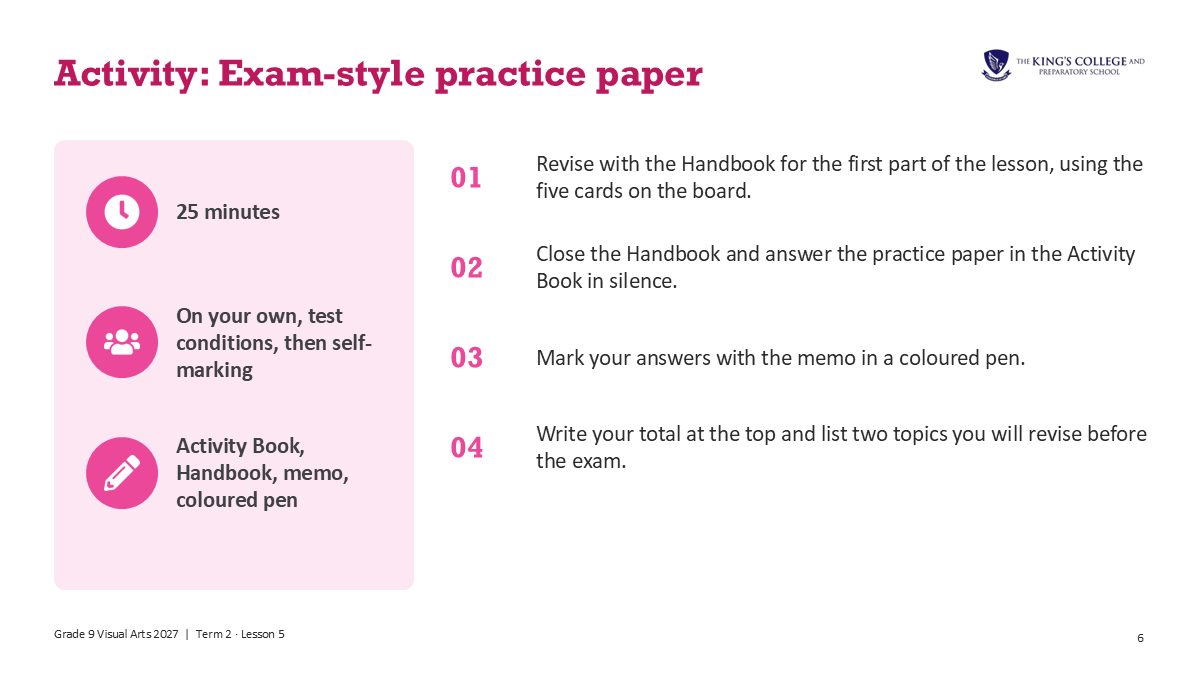 Activity: Exam-style practice paper
THE KING'S COLLEGE AND
PREPARATORY SCHOOL
25 minutes
On your own, test
conditions, then self-
marking
Activity Book,
Handbook, memo,
coloured pen
01
Revise with the Handbook for the first part of the lesson, using the
five cards on the board.
02
Close the Handbook and answer the practice paper in the Activity
Book in silence.
03
Mark your answers with the memo in a coloured pen.
04
Write your total at the top and list two topics you will revise before
the exam.
Grade 9 Visual Arts 2027 | Term 2 · Lesson 5
6